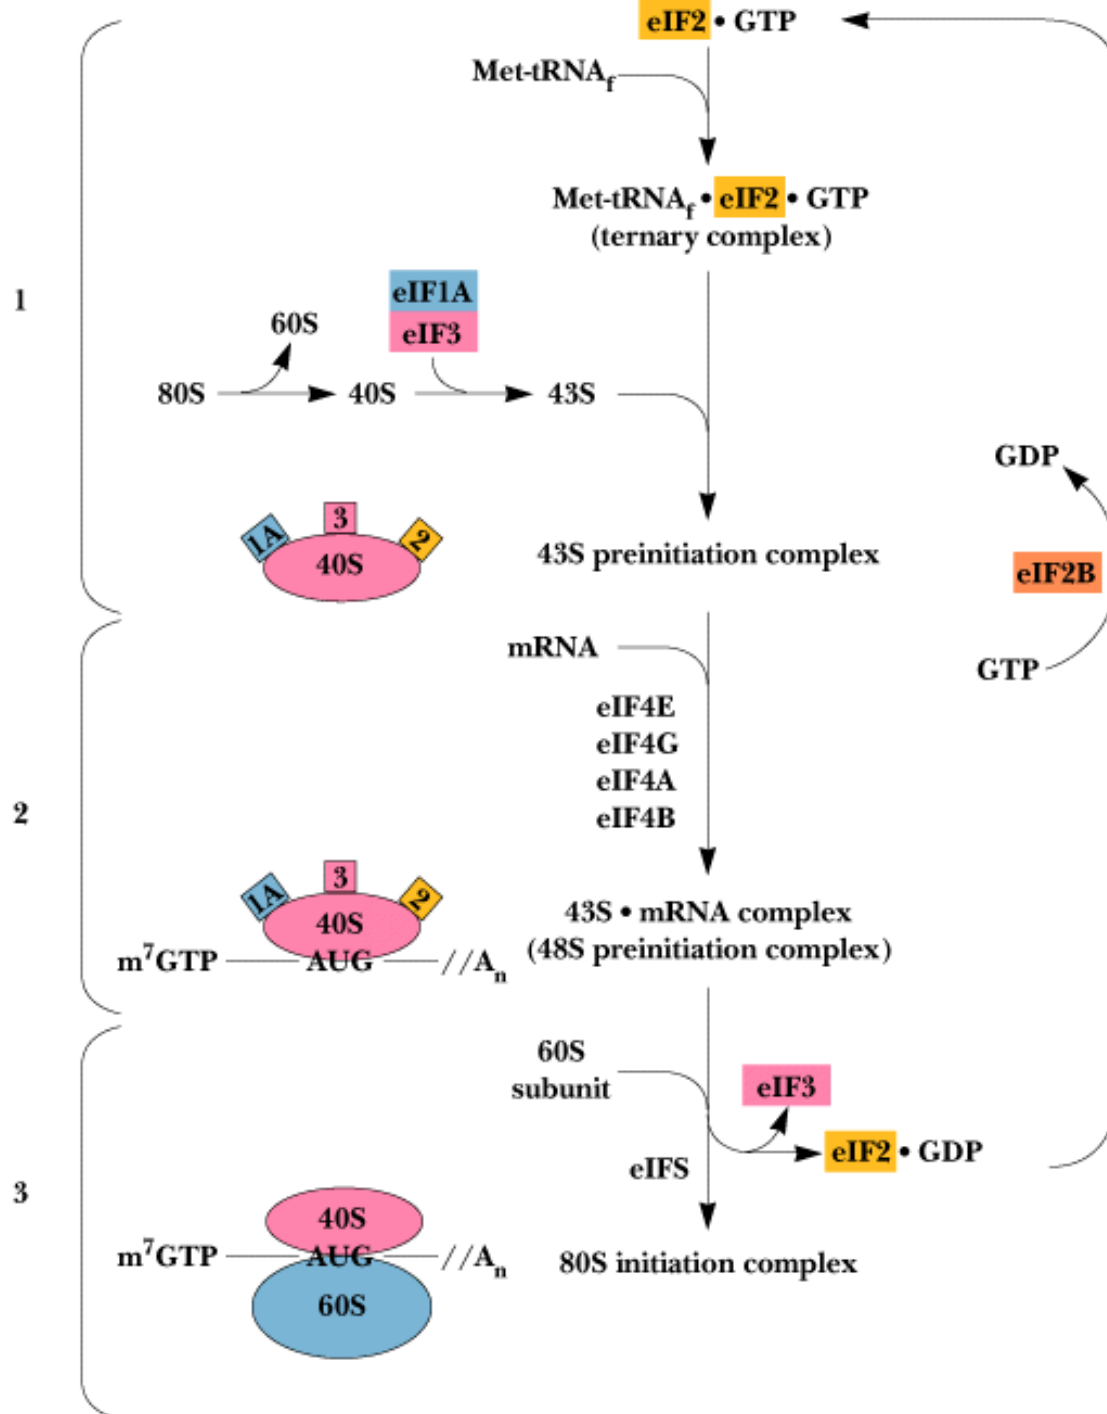 eIF2 • GTP
Met-tRNAf
Met-tRNAf • eIF2 • GTP
(ternary complex)
1
eIF1A
eIF3
60S
80S
40S
43S
GDP
1A
3
2
40S
43S preinitiation complex
eIF2B
mRNA
GTP
eIF4E
eIF4G
eIF4A
eIF4B
2
1A
3
2
40S
43S • mRNA complex
(48S preinitiation complex)
m⁷GTP
AUG
//Aₙ
60S
subunit
eIF3
eIF2 • GDP
eIFS
3
40S
m⁷GTP
AUG
//Aₙ
80S initiation complex
60S